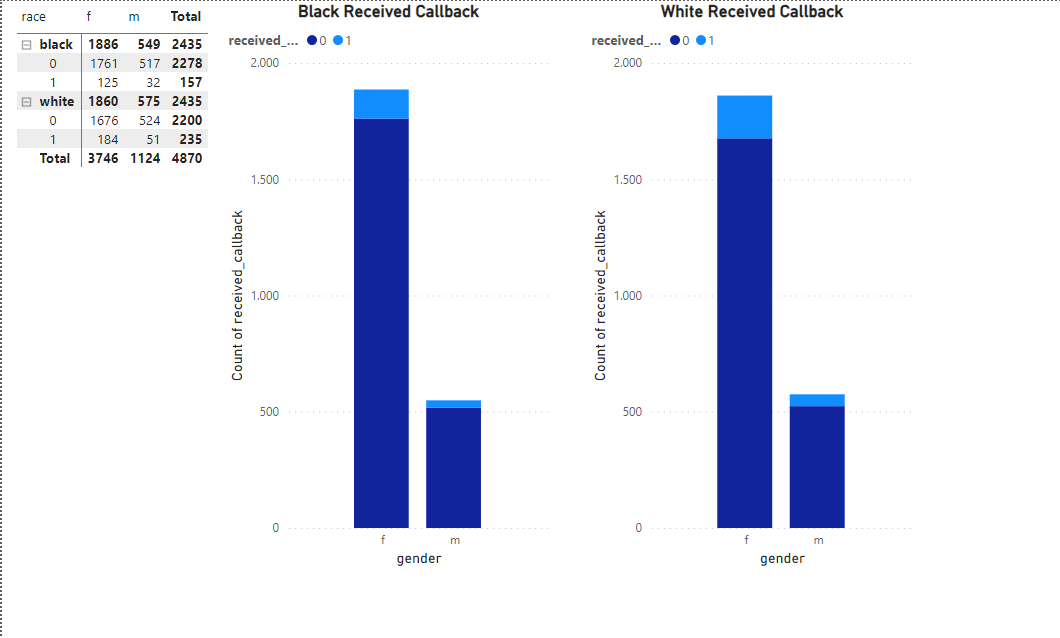 race f m Total
black 1886 549 2435
0 1761 517 2278
1 125 32 157
white 1860 575 2435
0 1676 524 2200
1 184 51 235
Total 3746 1124 4870
Black Received Callback
received_... 0 1
2.000
1.500
1.000
500
0
Count of received_callback
f m
gender
White Received Callback
received_... 0 1
2.000
1.500
1.000
500
0
Count of received_callback
f m
gender